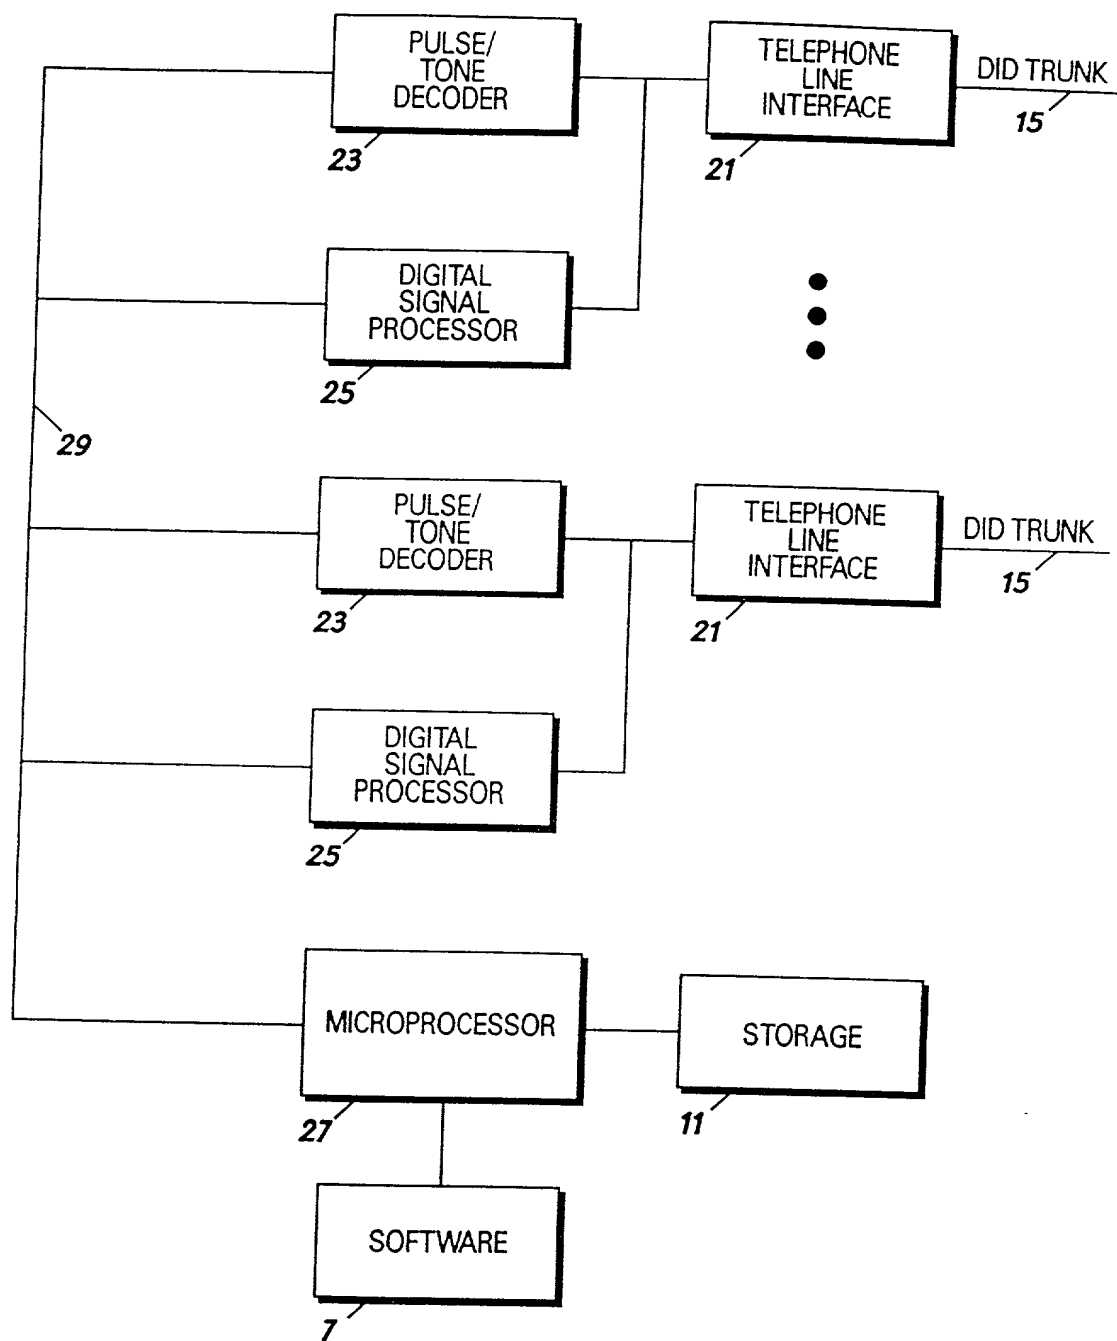 PULSE/
TONE
DECODER
23
TELEPHONE
LINE
INTERFACE
21
DID TRUNK
15
DIGITAL
SIGNAL
PROCESSOR
25
29
PULSE/
TONE
DECODER
23
TELEPHONE
LINE
INTERFACE
21
DID TRUNK
15
DIGITAL
SIGNAL
PROCESSOR
25
MICROPROCESSOR
27
STORAGE
11
SOFTWARE
7